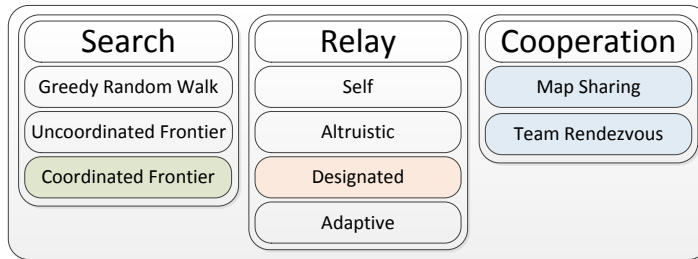 Search
Greedy Random Walk
Uncoordinated Frontier
Coordinated Frontier
Relay
Self
Altruistic
Designated
Adaptive
Cooperation
Map Sharing
Team Rendezvous